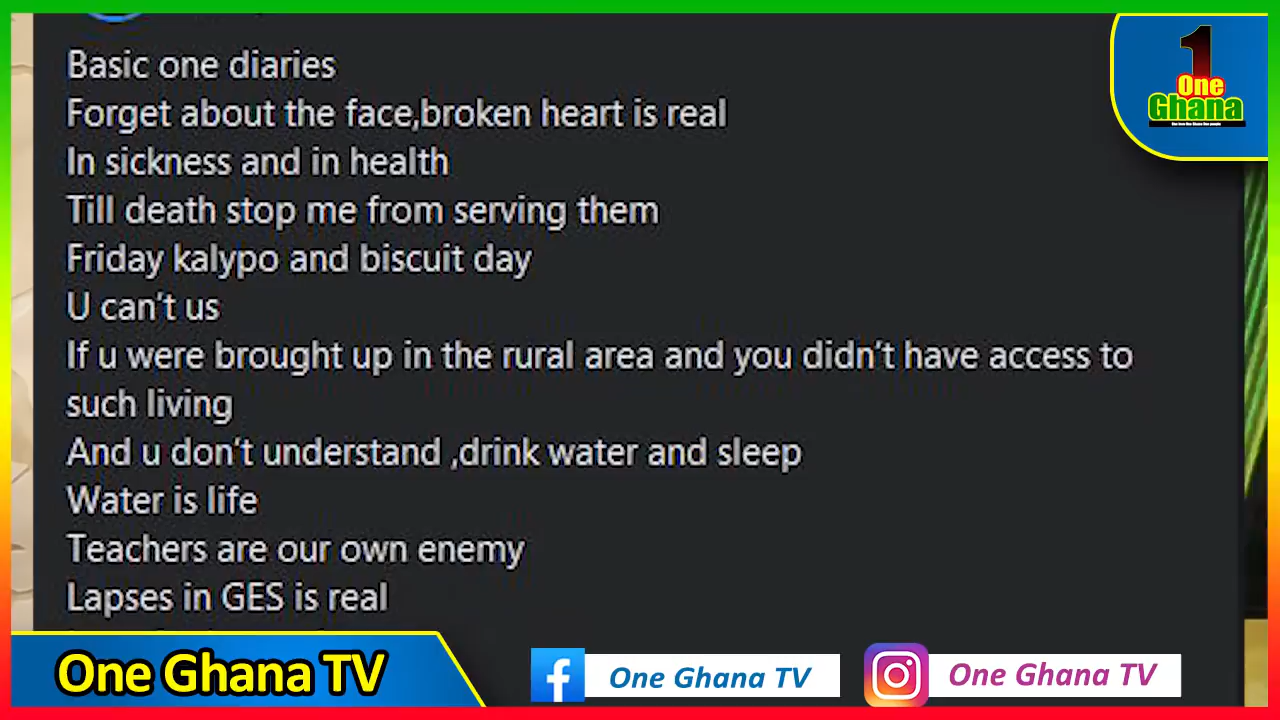 Basic one diaries
Forget about the face,broken heart is real
In sickness and in health
Till death stop me from serving them
Friday kalypo and biscuit day
U can't us
If u were brought up in the rural area and you didn't have access to
such living
And u don't understand ,drink water and sleep
Water is life
Teachers are our own enemy
Lapses in GES is real
1
One
Ghana
One Ghana TV
One Ghana TV
One Ghana TV